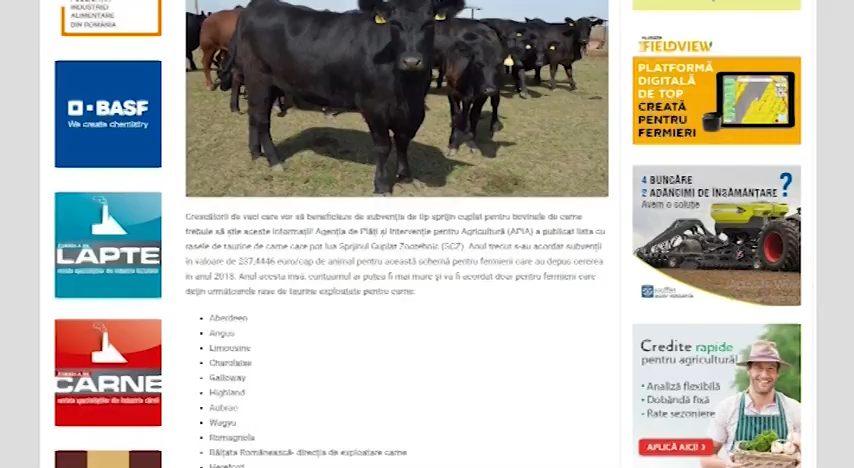 INDUSTRIEI
ALIMENTARE
DIN ROMÂNIA
BASF
We create chemistry
LAPTE
CARNE
Crescătorii de vaci care vor să beneficieze de subvenția de tip sprijin cuplat pentru bovinele de carne
trebuie să știe aceste informații! Agenția de Plăți și Intervenție pentru Agricultură (APIA) a publicat lista cu
rasele de taurine de carne care pot lua Sprijinul Cuplat Zootehnic (SCZ). Anul trecut s-au acordat subvenții
în valoare de 237,4446 euro/cap de animal pentru această schemă pentru fermierii care au depus cererea
în anul 2018. Anul acesta însă, cuntaumul ar putea fi mai mare și va fi acordat doar pentru fermierii care
dețin următoarele rase de taurine exploatate pentru carne:
Aberdeen
Angus
Limousine
Charolaise
Galloway
Highland
Aubrac
Wagyu
Romagnola
Bălțata Românească- direcția de exploatare carne
Hereford
FIELDVIEW
PLATFORMĂ
DIGITALĂ
DE TOP
CREATĂ
PENTRU
FERMIERI
4 BUNCĂRE
2 ADÂNCIMI DE ÎNSĂMÂNȚARE ?
Avem o soluție
Credite rapide
pentru agricultură!
• Analiză flexibilă
• Dobândă fixă
• Rate sezoniere
APLICĂ AICI!